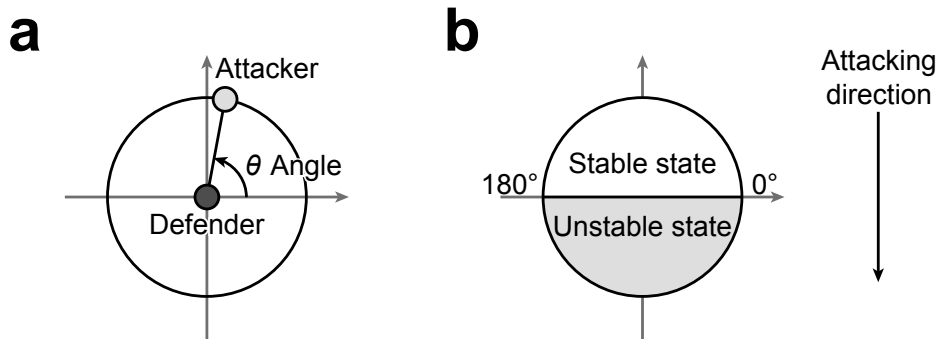 a
Attacker
θ Angle
Defender
b
Stable state
180°
0°
Unstable state
Attacking
direction